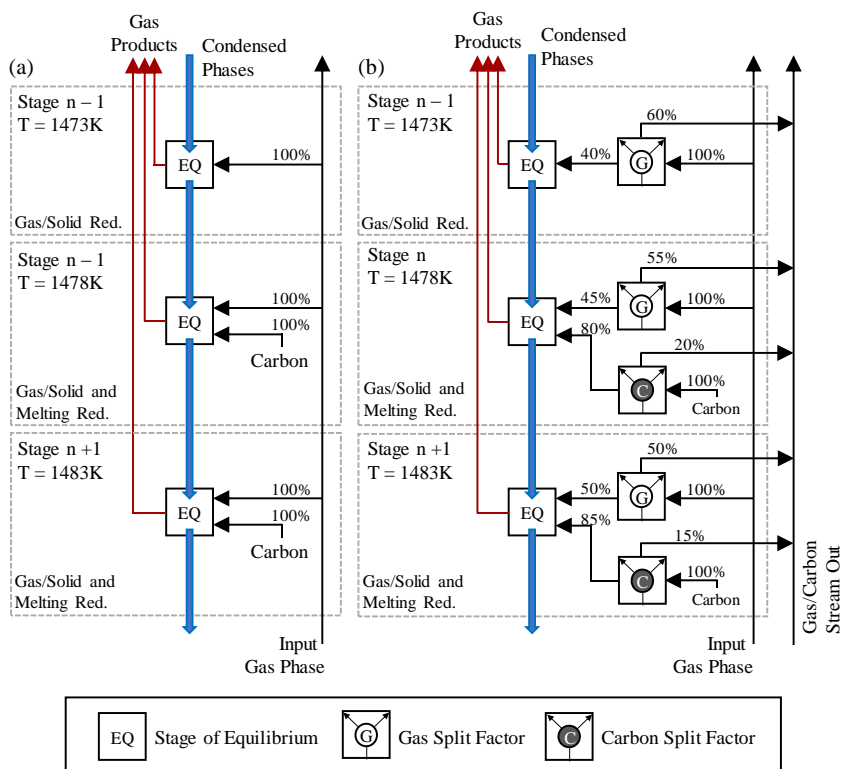 (a)
Gas
Products
Condensed
Phases
Stage n – 1
T = 1473K
EQ
100%
Gas/Solid Red.
Stage n – 1
T = 1478K
EQ
100%
100%
Carbon
Gas/Solid and
Melting Red.
Stage n +1
T = 1483K
EQ
100%
100%
Carbon
Gas/Solid and
Melting Red.
Input
Gas Phase
(b)
Gas
Products
Condensed
Phases
Stage n – 1
T = 1473K
60%
EQ
40%
G
100%
Gas/Solid Red.
Stage n
T = 1478K
55%
45%
G
100%
EQ
80%
20%
C
100%
Carbon
Gas/Solid and
Melting Red.
Stage n +1
T = 1483K
50%
50%
G
100%
EQ
85%
15%
C
100%
Carbon
Gas/Solid and
Melting Red.
Input
Gas Phase
Gas/Carbon
Stream Out
EQ Stage of Equilibrium
G Gas Split Factor
C Carbon Split Factor